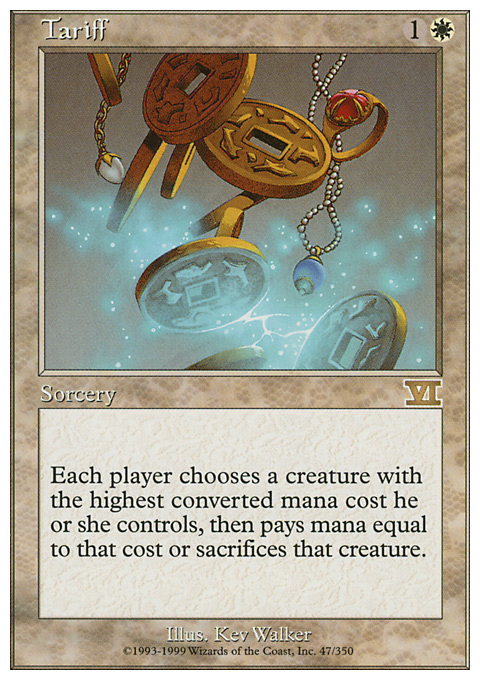 Tariff 1
Sorcery VI
Each player chooses a creature with
the highest converted mana cost he
or she controls, then pays mana equal
to that cost or sacrifices that creature.
Illus. Kev Walker
©1993-1999 Wizards of the Coast, Inc. 47/350